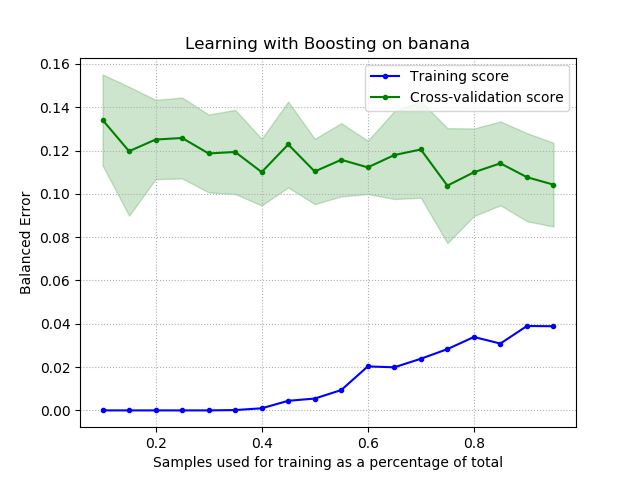 Learning with Boosting on banana
Training score
Cross-validation score
Balanced Error
0.16
0.14
0.12
0.10
0.08
0.06
0.04
0.02
0.00
0.2 0.4 0.6 0.8
Samples used for training as a percentage of total